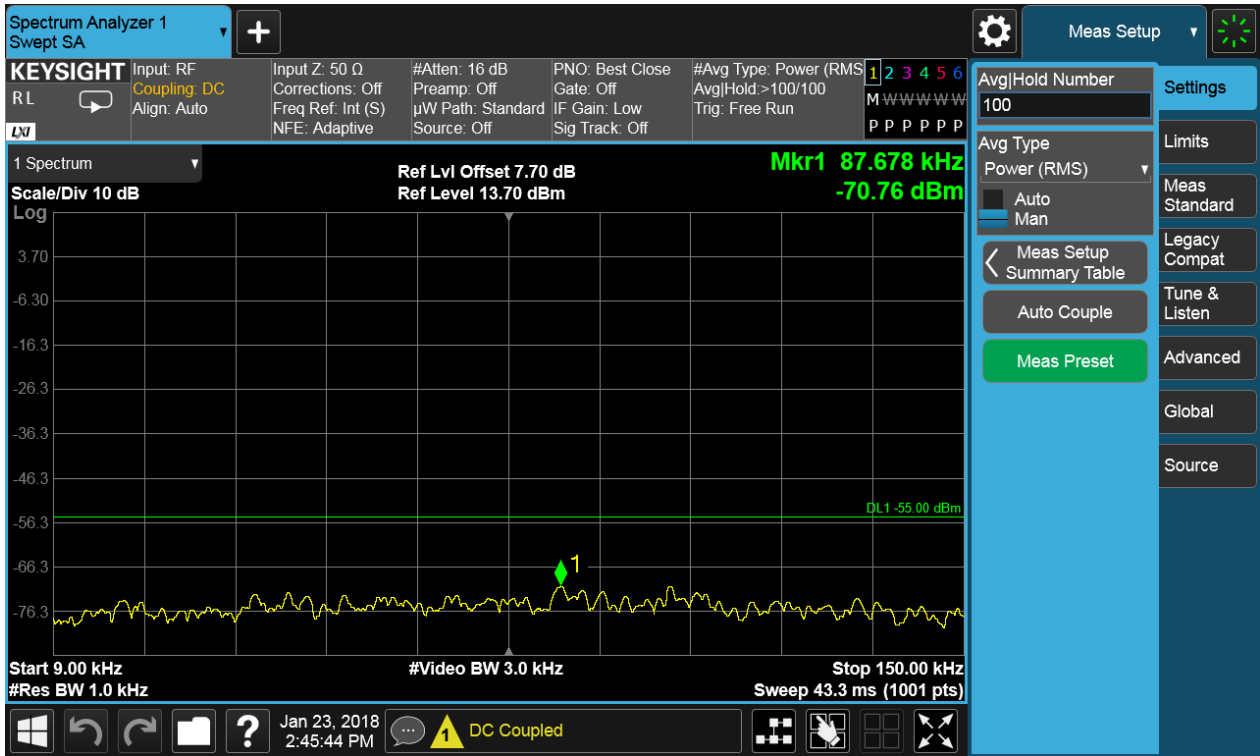 Spectrum Analyzer 1
Swept SA
+
Meas Setup
KEYSIGHT
RL
LXI
Input: RF
Coupling: DC
Align: Auto
Input Z: 50 Ω
Corrections: Off
Freq Ref: Int (S)
NFE: Adaptive
#Atten: 16 dB
Preamp: Off
µW Path: Standard
Source: Off
PNO: Best Close
Gate: Off
IF Gain: Low
Sig Track: Off
#Avg Type: Power (RMS
Avg|Hold:>100/100
Trig: Free Run
1 2 3 4 5 6
M W W W W W
P P P P P P
1 Spectrum
Scale/Div 10 dB
Ref Lvl Offset 7.70 dB
Ref Level 13.70 dBm
Mkr1 87.678 kHz
-70.76 dBm
Log
3.70
-6.30
-16.3
-26.3
-36.3
-46.3
-56.3
-66.3
-76.3
DL1 -55.00 dBm
1
Start 9.00 kHz
#Video BW 3.0 kHz
Stop 150.00 kHz
#Res BW 1.0 kHz
Sweep 43.3 ms (1001 pts)
Avg|Hold Number
100
Avg Type
Power (RMS)
Auto
Man
Meas Setup
Summary Table
Auto Couple
Meas Preset
Settings
Limits
Meas
Standard
Legacy
Compat
Tune &
Listen
Advanced
Global
Source
?
Jan 23, 2018
2:45:44 PM
1
DC Coupled